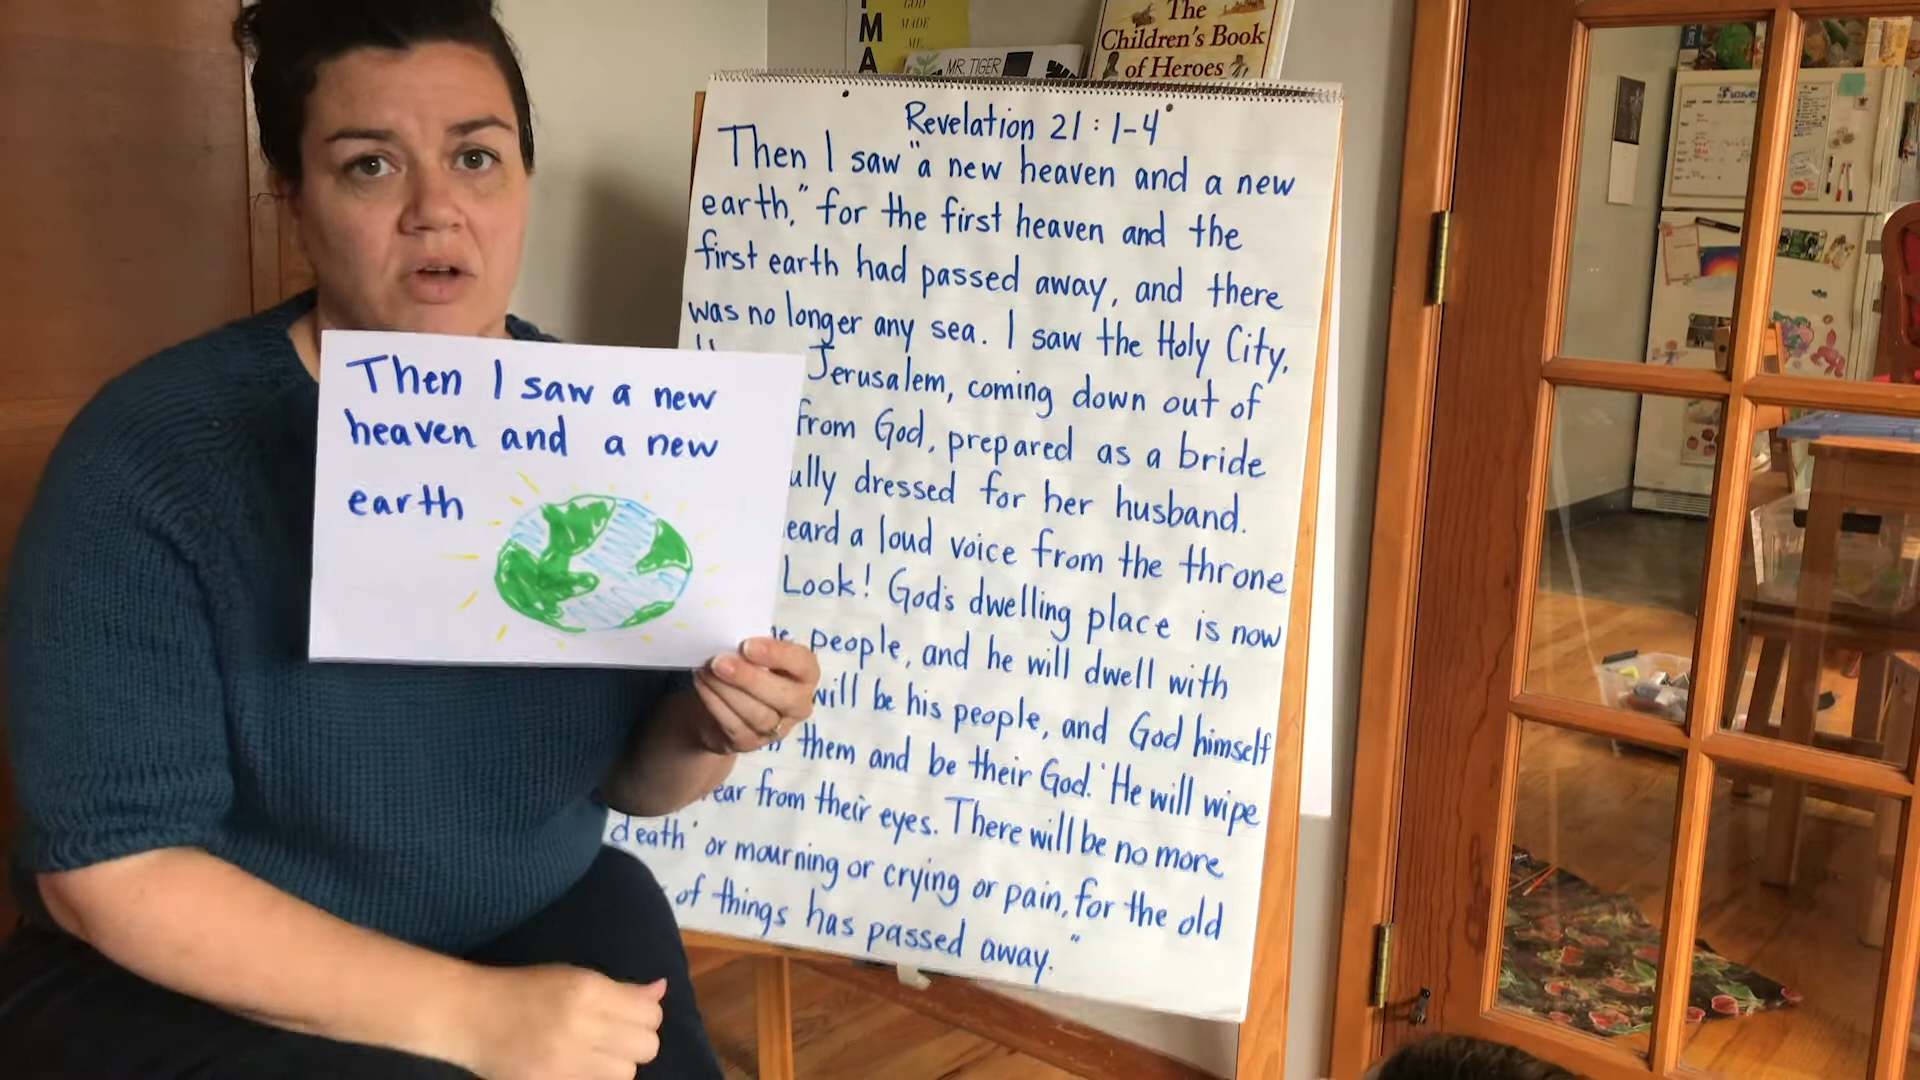 GOD
MADE
ME
MA
MR. TIGER
The
Children's Book
of Heroes
Revelation 21:1-4
Then I saw "a new heaven and a new
earth," for the first heaven and the
first earth had passed away, and there
was no longer any sea. I saw the Holy City,
Jerusalem, coming down out of
from God, prepared as a bride
ully dressed for her husband.
eard a loud voice from the throne
Look! God's dwelling place is now
people, and he will dwell with
will be his people, and God himself
them and be their God. 'He will wipe
ear from their eyes. There will be no more
death' or mourning or crying or pain, for the old
of things has passed away."
Then I saw a new
heaven and a new
earth